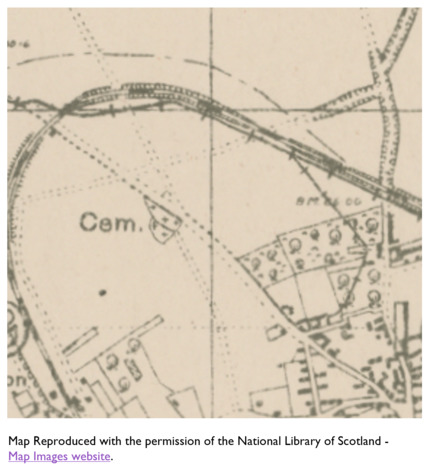 Cem.
Map Reproduced with the permission of the National Library of Scotland -
Map Images website.